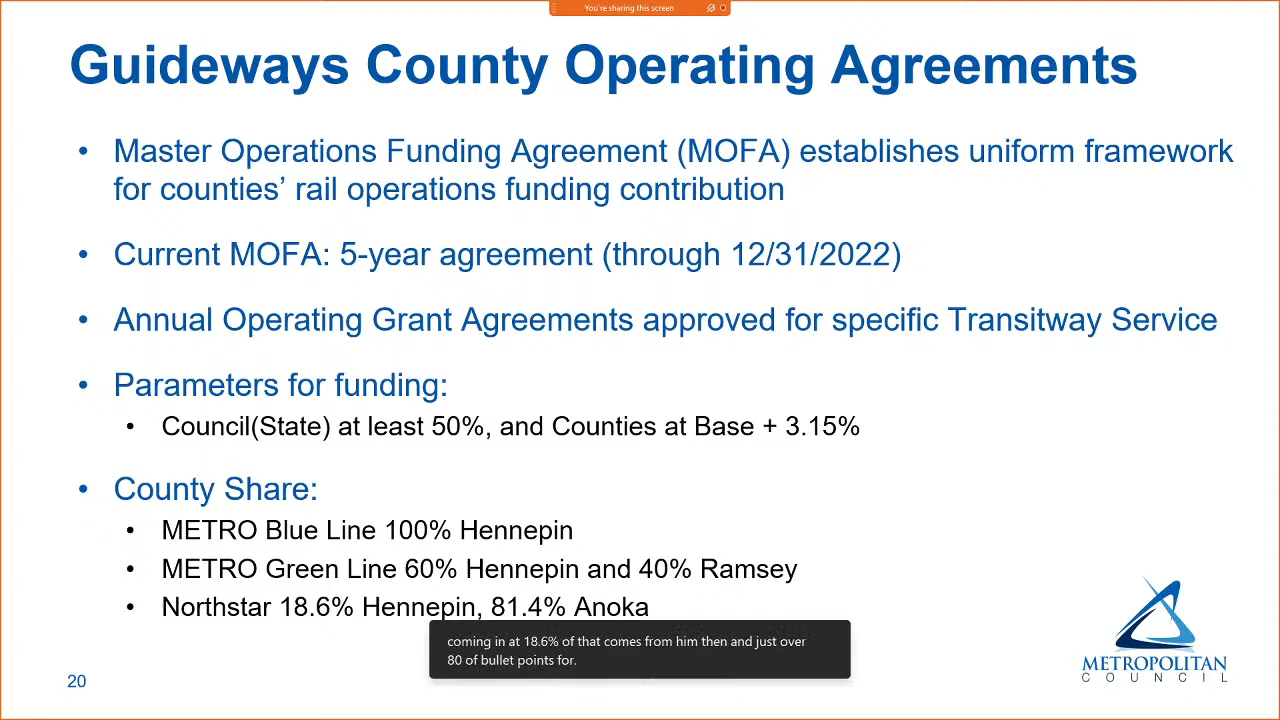 You're sharing this screen
Guideways County Operating Agreements
• Master Operations Funding Agreement (MOFA) establishes uniform framework
for counties’ rail operations funding contribution
• Current MOFA: 5-year agreement (through 12/31/2022)
• Annual Operating Grant Agreements approved for specific Transitway Service
• Parameters for funding:
• Council(State) at least 50%, and Counties at Base + 3.15%
• County Share:
• METRO Blue Line 100% Hennepin
• METRO Green Line 60% Hennepin and 40% Ramsey
• Northstar 18.6% Hennepin, 81.4% Anoka
coming in at 18.6% of that comes from him then and just over
80 of bullet points for.
METROPOLITAN
COUNCIL
20